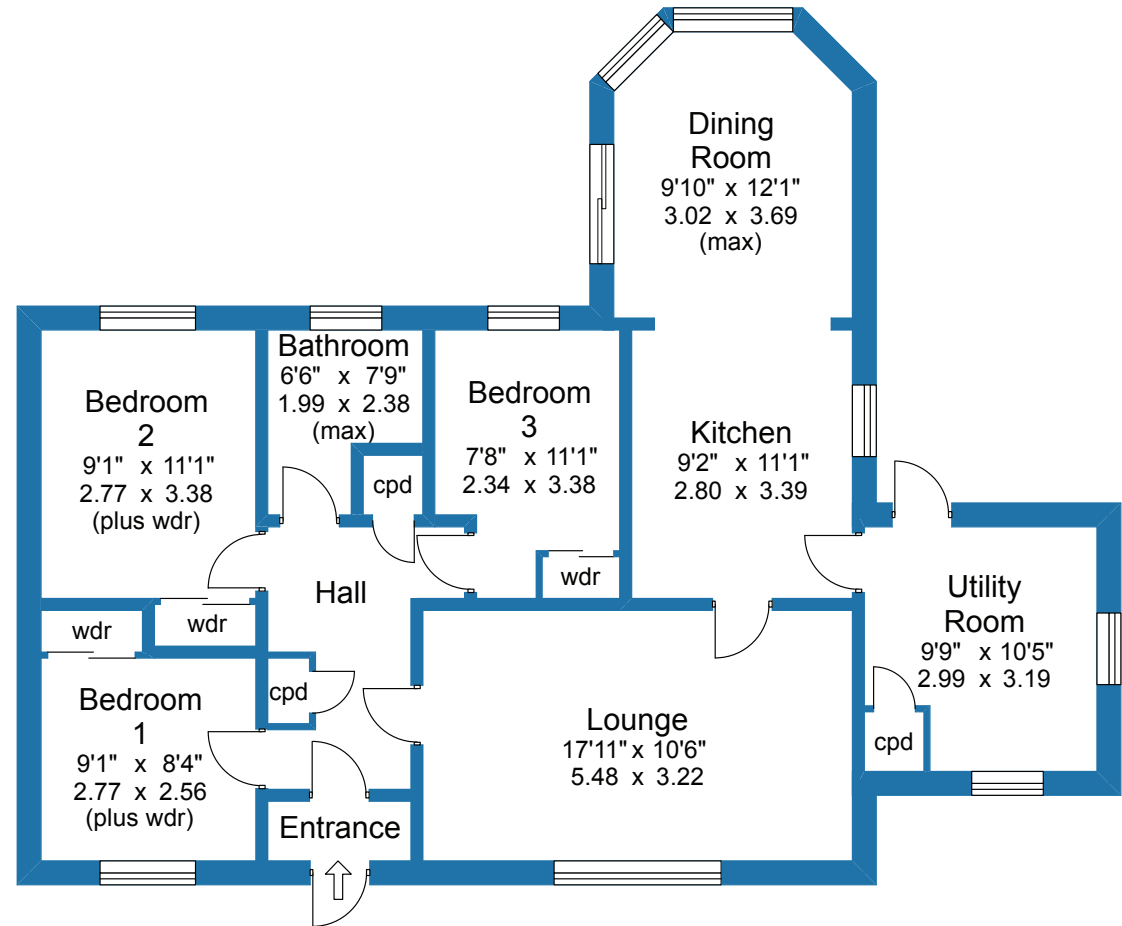 Dining
Room
9'10" x 12'1"
3.02 x 3.69
(max)
Bathroom
6'6" x 7'9"
1.99 x 2.38
(max)
Bedroom
2
9'1" x 11'1"
2.77 x 3.38
(plus wdr)
Bedroom
3
7'8" x 11'1"
2.34 x 3.38
Kitchen
9'2" x 11'1"
2.80 x 3.39
cpd
wdr
Hall
Utility
Room
9'9" x 10'5"
2.99 x 3.19
wdr
wdr
cpd
Bedroom
1
9'1" x 8'4"
2.77 x 2.56
(plus wdr)
Lounge
17'11" x 10'6"
5.48 x 3.22
cpd
Entrance